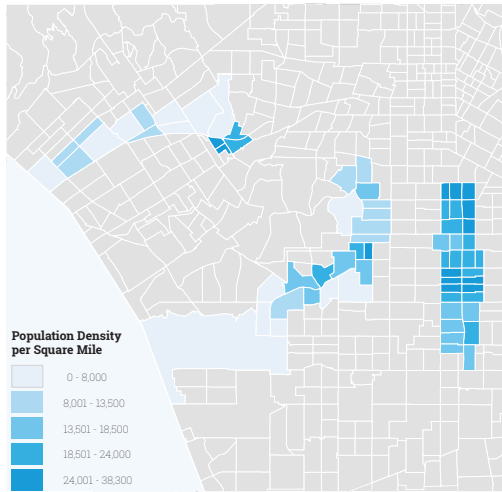 Population Density
per Square Mile
0 - 8,000
8,001 - 13,500
13,501 - 18,500
18,501 - 24,000
24,001 - 38,300